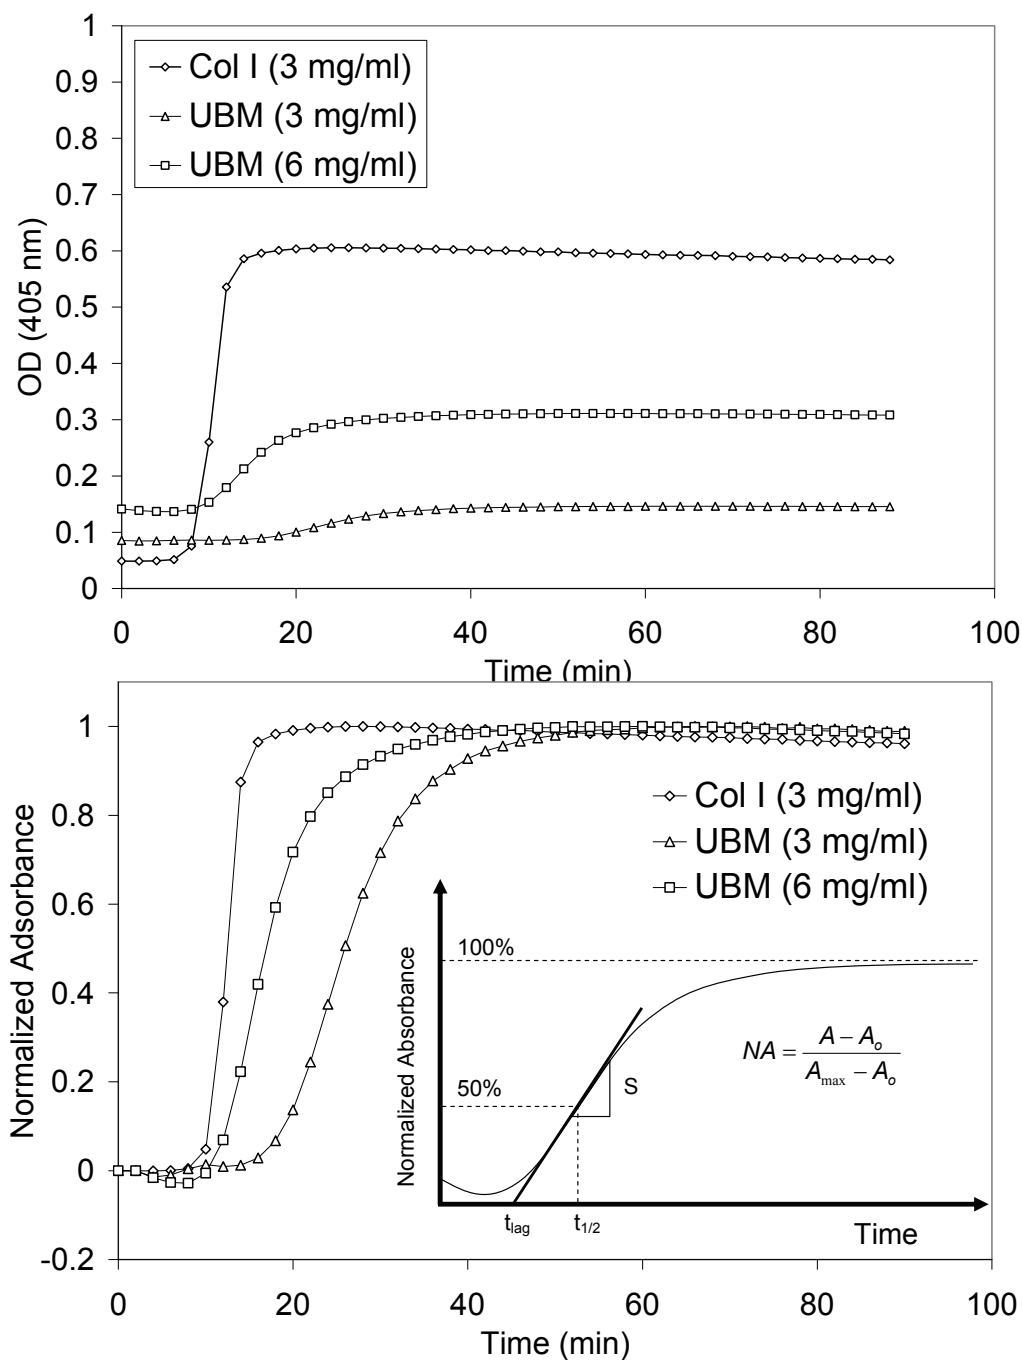 1
0.9
0.8
0.7
0.6
0.5
0.4
0.3
0.2
0.1
0
OD (405 nm)
Col I (3 mg/ml)
UBM (3 mg/ml)
UBM (6 mg/ml)
0 20 40 60 80 100
Time (min)
1
0.8
0.6
0.4
0.2
0
-0.2
Normalized Adsorbance
Col I (3 mg/ml)
UBM (3 mg/ml)
UBM (6 mg/ml)
Normalized Absorbance
100%
50%
S
NA = (A − Aₒ) / (Amax − Aₒ)
tlag t1/2 Time
0 20 40 60 80 100
Time (min)